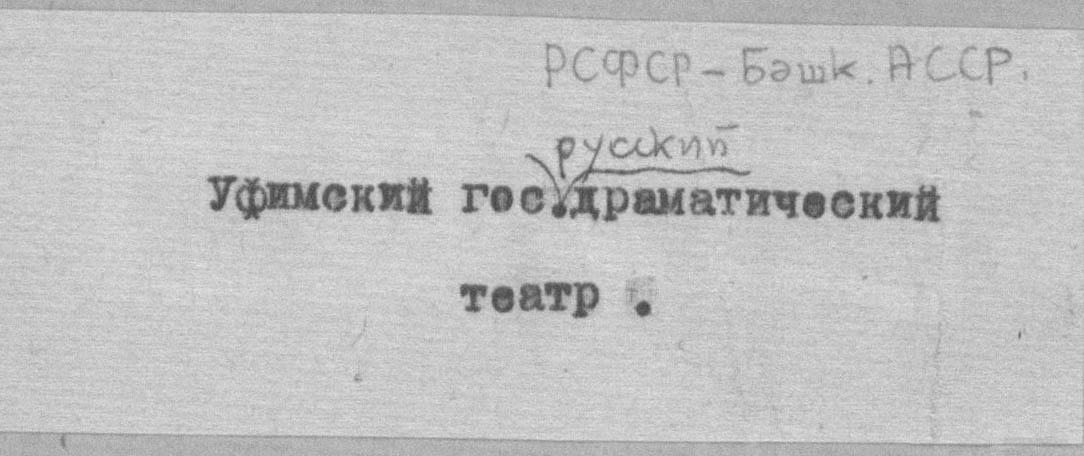 РСФСР - Башк. АССР.
русский
Уфимский гос. драматический
театр .